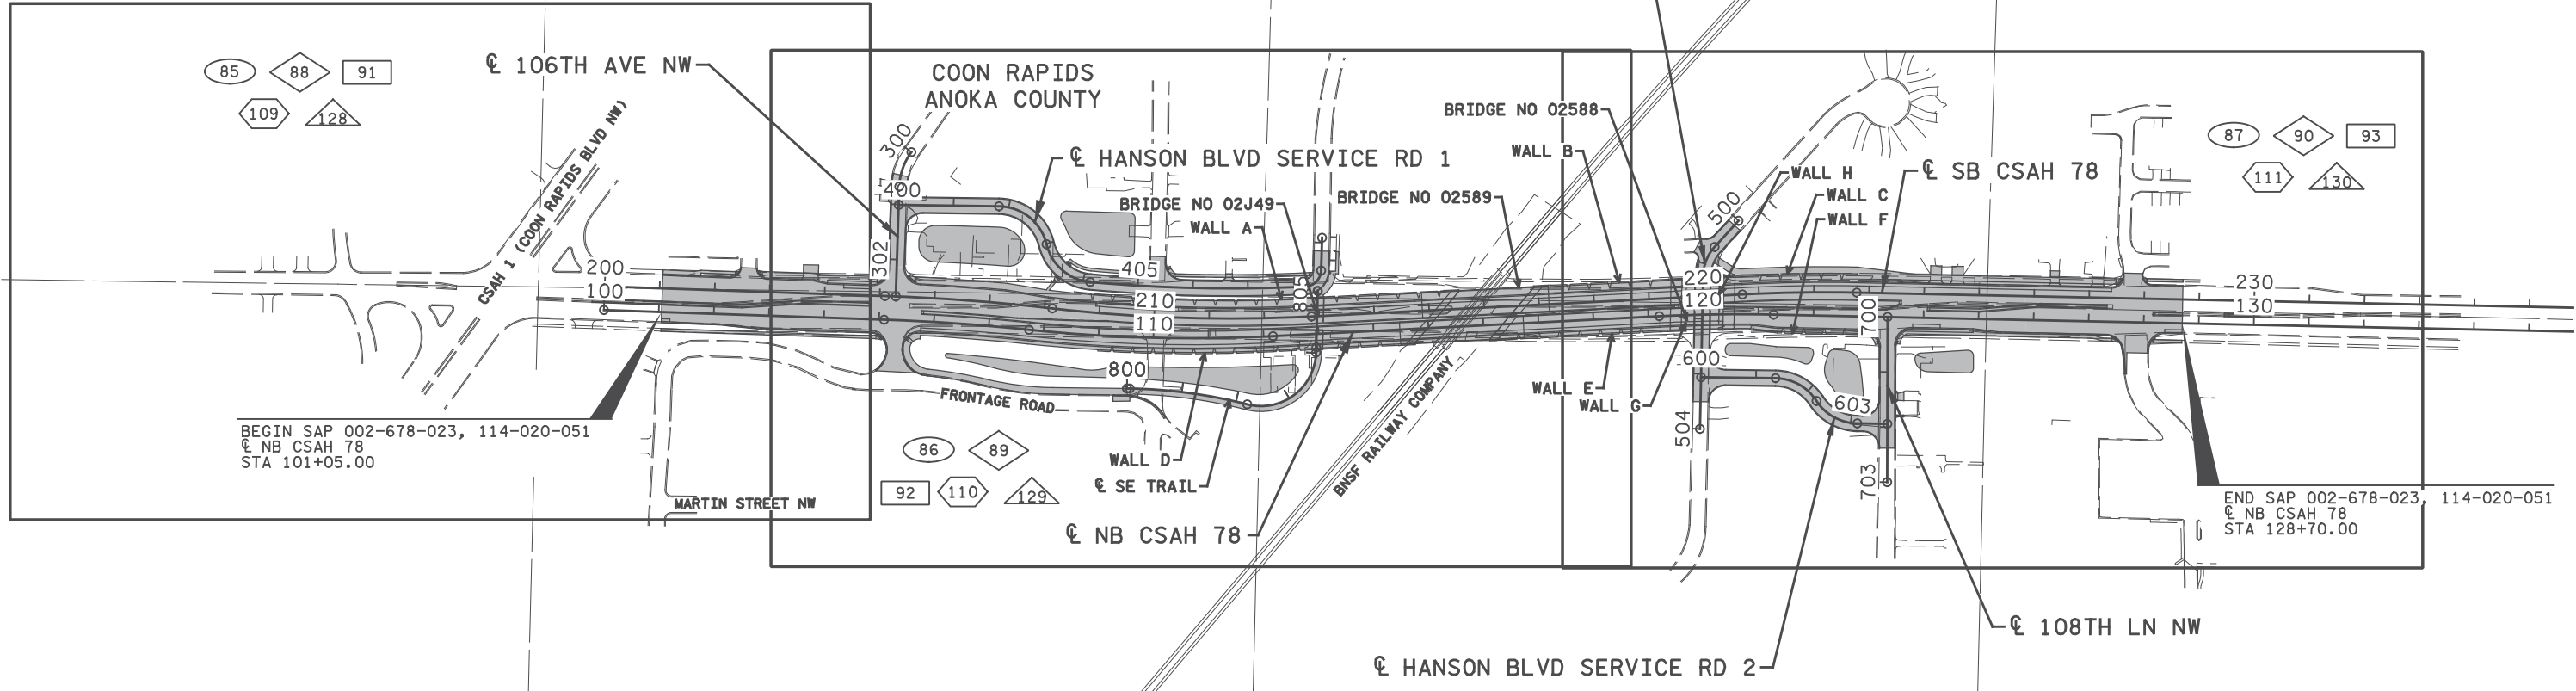 85
88
91
109
128
℄ 106TH AVE NW
COON RAPIDS
ANOKA COUNTY
CSAH 1 (COON RAPIDS BLVD NW)
300
400
302
℄ HANSON BLVD SERVICE RD 1
BRIDGE NO 02J49
WALL A
BRIDGE NO 02589
BRIDGE NO 02588
WALL B
WALL H
WALL C
WALL F
℄ SB CSAH 78
87
90
93
111
130
500
200
100
405
210
110
805
220
120
700
230
130
600
603
504
703
800
FRONTAGE ROAD
WALL D
℄ SE TRAIL
WALL E
WALL G
BNSF RAILWAY COMPANY
86
89
92
110
129
BEGIN SAP 002-678-023, 114-020-051
℄ NB CSAH 78
STA 101+05.00
MARTIN STREET NW
℄ NB CSAH 78
END SAP 002-678-023, 114-020-051
℄ NB CSAH 78
STA 128+70.00
℄ 108TH LN NW
℄ HANSON BLVD SERVICE RD 2